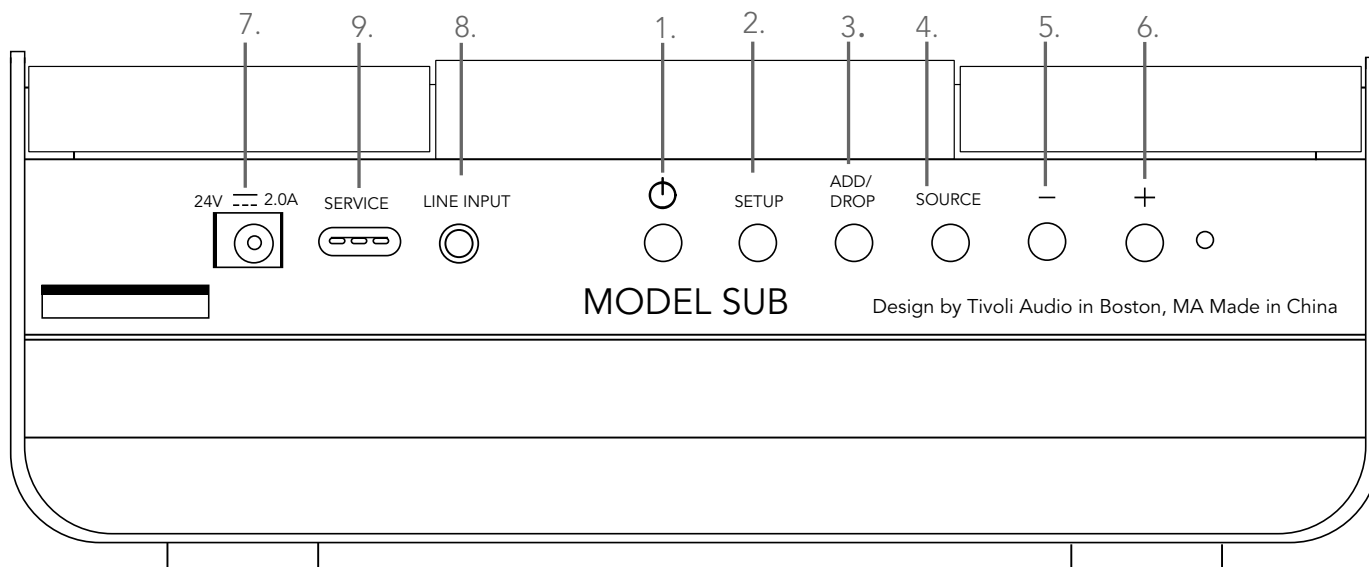 7. 9. 8. 1. 2. 3. 4. 5. 6.
24V 2.0A
SERVICE
LINE INPUT
SETUP
ADD/
DROP
SOURCE
− +
MODEL SUB
Design by Tivoli Audio in Boston, MA Made in China